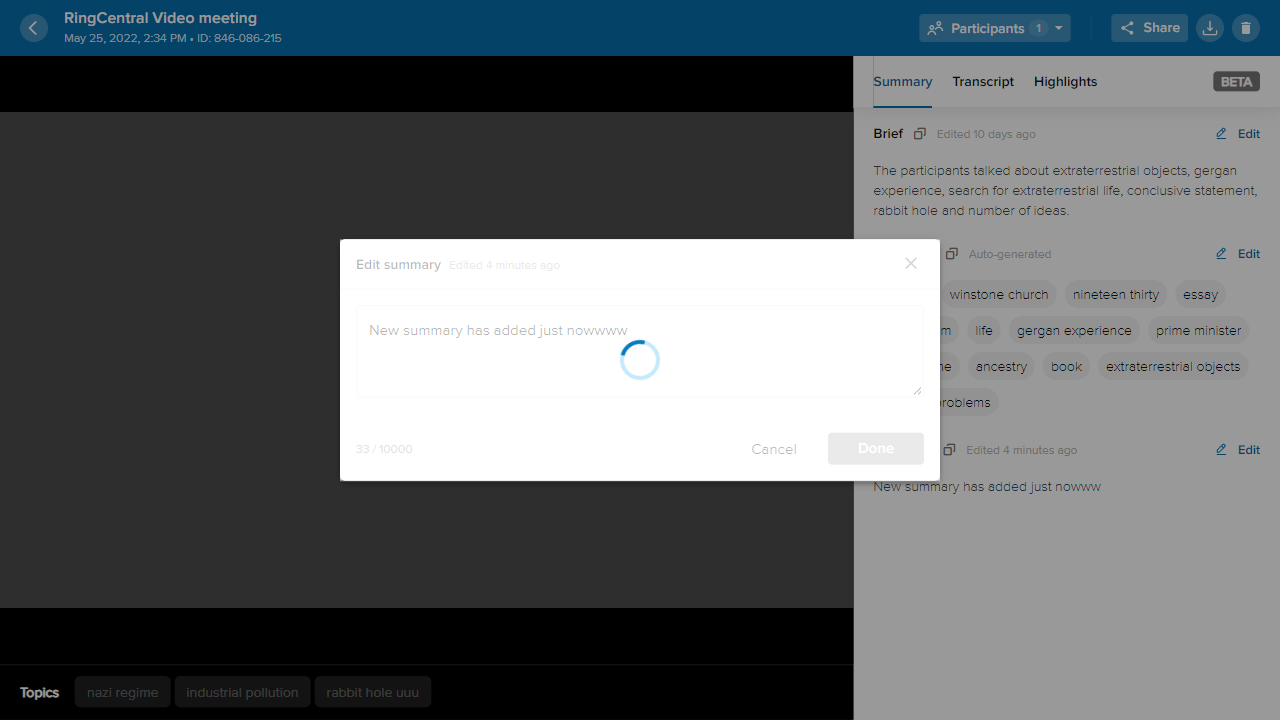 RingCentral Video meeting
May 25, 2022, 2:34 PM • ID: 846-086-215
Participants 1
Share
Summary Transcript Highlights BETA
Brief Edited 10 days ago Edit
The participants talked about extraterrestrial objects, gergan
experience, search for extraterrestrial life, conclusive statement,
rabbit hole and number of ideas.
Auto-generated Edit
winstone church nineteen thirty essay
life gergan experience prime minister
ancestry book extraterrestrial objects
Edited 4 minutes ago Edit
New summary has added just nowww
Edit summary Edited 4 minutes ago
New summary has added just nowwww
33 / 10000
Cancel Done
Topics nazi regime industrial pollution rabbit hole uuu